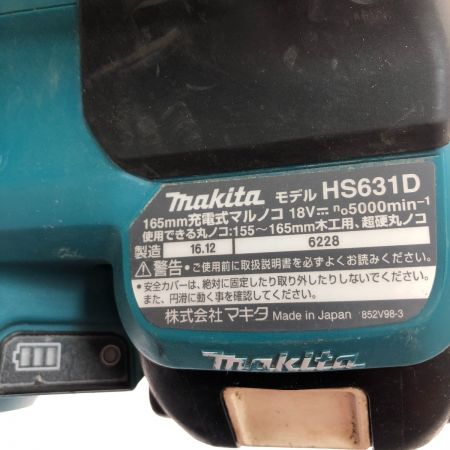 makita モデル HS631D
165mm充電式マルノコ 18V⎓ n₀5000min⁻¹
使用できる丸ノコ:155～165mm木工用、超硬丸ノコ
製造 16.12 6228
⚠警告 • ご使用前に取扱説明書を必ずよくお読みください。
• 安全カバーは、絶対に固定したり取り外したりしないでください。
また、円滑に動く事を確認してください。
株式会社マキタ Made in Japan 852V98-3
makita